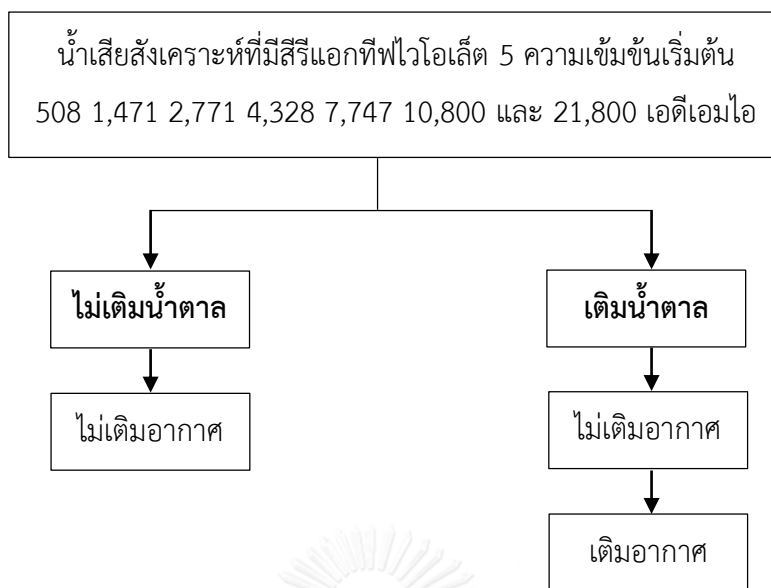 น้ำเสียสังเคราะห์ที่มีสีรีแอกทีฟไวโอเล็ต 5 ความเข้มข้นเริ่มต้น
508 1,471 2,771 4,328 7,747 10,800 และ 21,800 เอดีเอ็มไอ
ไม่เติมน้ำตาล
ไม่เติมอากาศ
เติมน้ำตาล
ไม่เติมอากาศ
เติมอากาศ